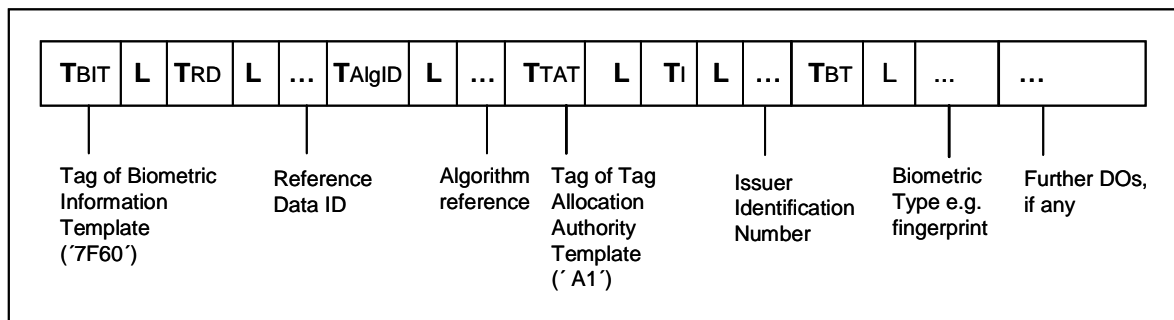 TBIT L TRD L ... TAlgID L ... TTAT L TI L ... TBT L ... ...
Tag of Biometric
Information
Template
(´7F60´)
Reference
Data ID
Algorithm
reference
Tag of Tag
Allocation
Authority
Template
(´ A1´)
Issuer
Identification
Number
Biometric
Type e.g.
fingerprint
Further DOs,
if any